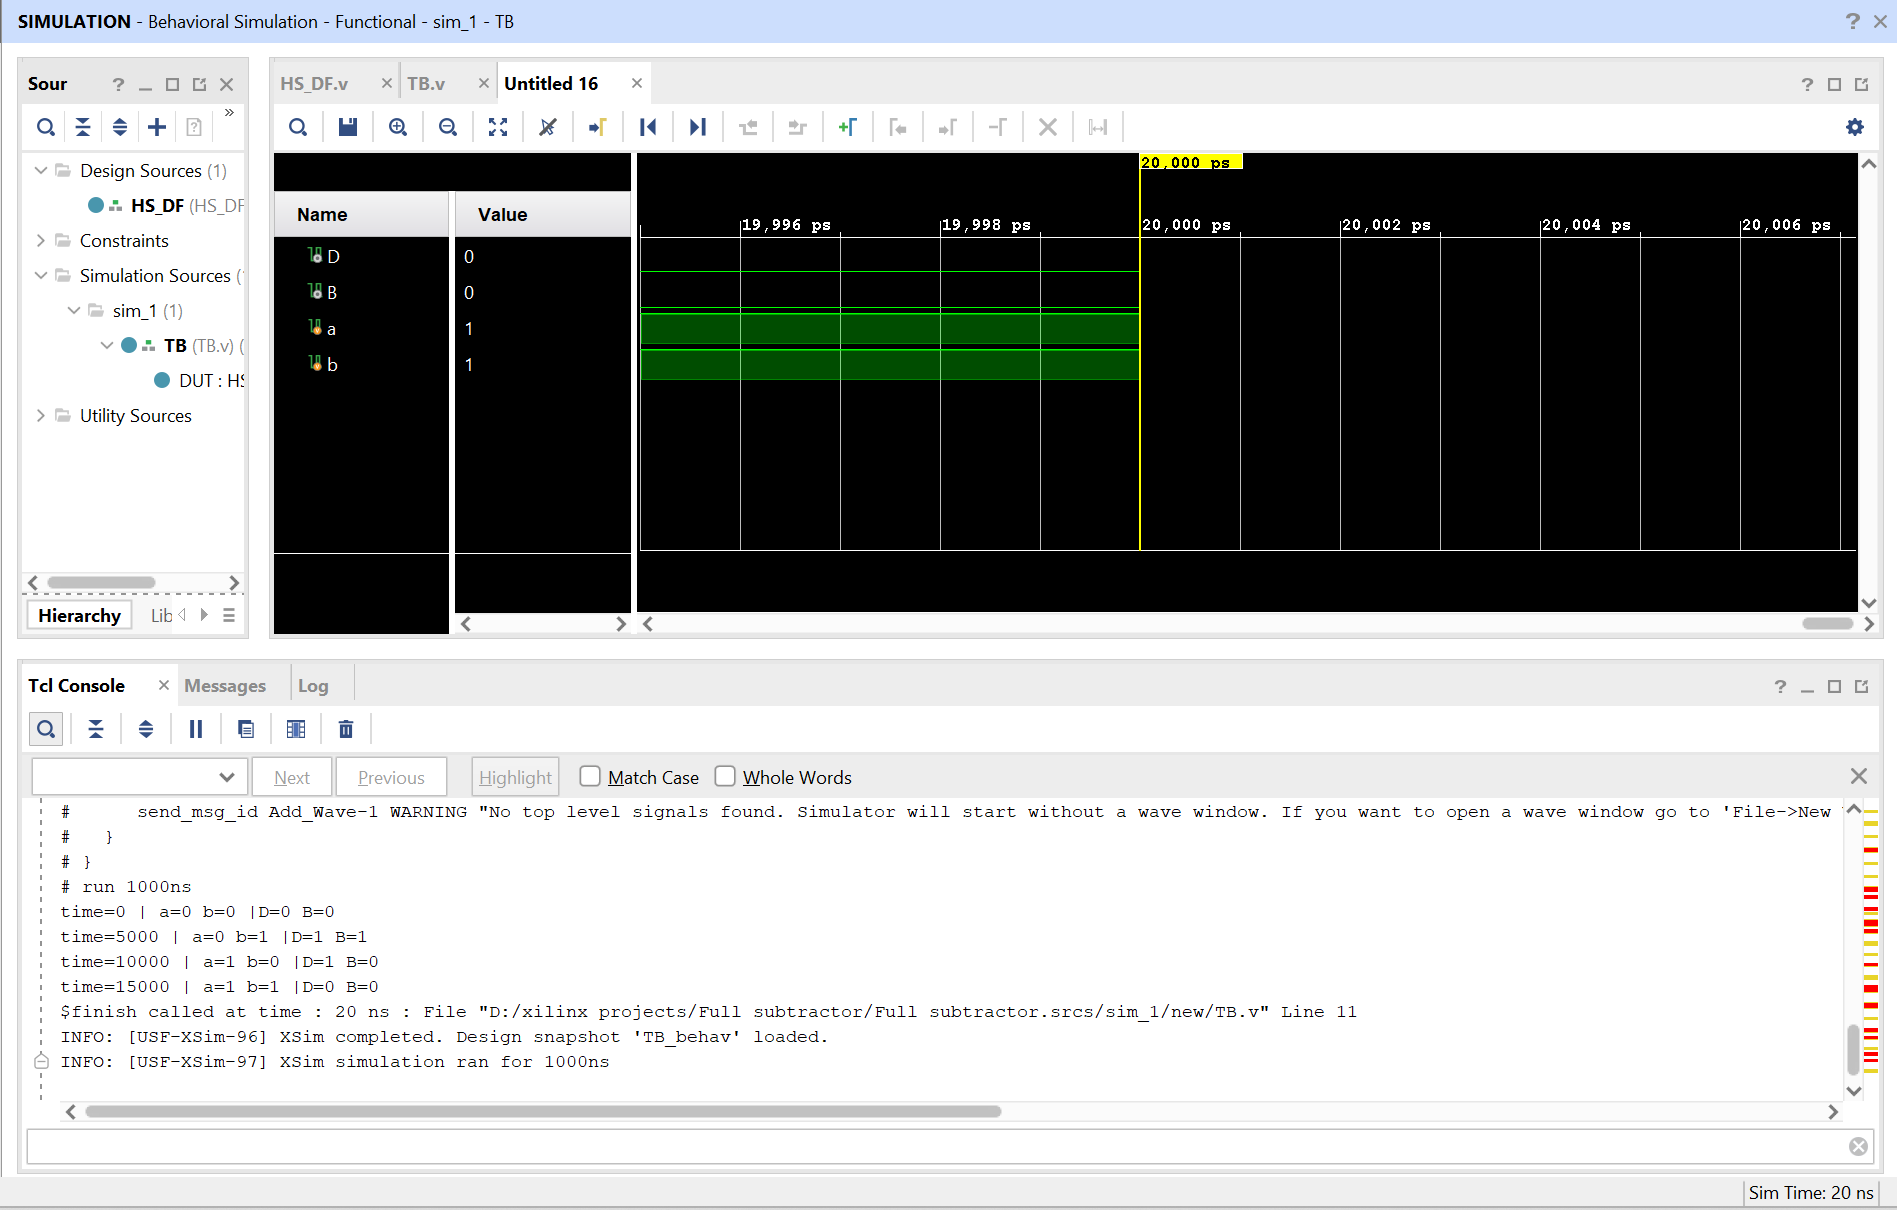 SIMULATION - Behavioral Simulation - Functional - sim_1 - TB
Sour
HS_DF.v
TB.v
Untitled 16
Design Sources (1)
HS_DF (HS_DF
Constraints
Simulation Sources (
sim_1 (1)
TB (TB.v) (
DUT : HS
Utility Sources
Hierarchy
Lib
Name
Value
D
0
B
0
a
1
b
1
20,000 ps
19,996 ps
19,998 ps
20,000 ps
20,002 ps
20,004 ps
20,006 ps
Tcl Console
Messages
Log
Next
Previous
Highlight
Match Case
Whole Words
# send_msg_id Add_Wave-1 WARNING "No top level signals found. Simulator will start without a wave window. If you want to open a wave window go to 'File->New
# }
# }
# run 1000ns
time=0 | a=0 b=0 |D=0 B=0
time=5000 | a=0 b=1 |D=1 B=1
time=10000 | a=1 b=0 |D=1 B=0
time=15000 | a=1 b=1 |D=0 B=0
$finish called at time : 20 ns : File "D:/xilinx projects/Full subtractor/Full subtractor.srcs/sim_1/new/TB.v" Line 11
INFO: [USF-XSim-96] XSim completed. Design snapshot 'TB_behav' loaded.
INFO: [USF-XSim-97] XSim simulation ran for 1000ns
Sim Time: 20 ns